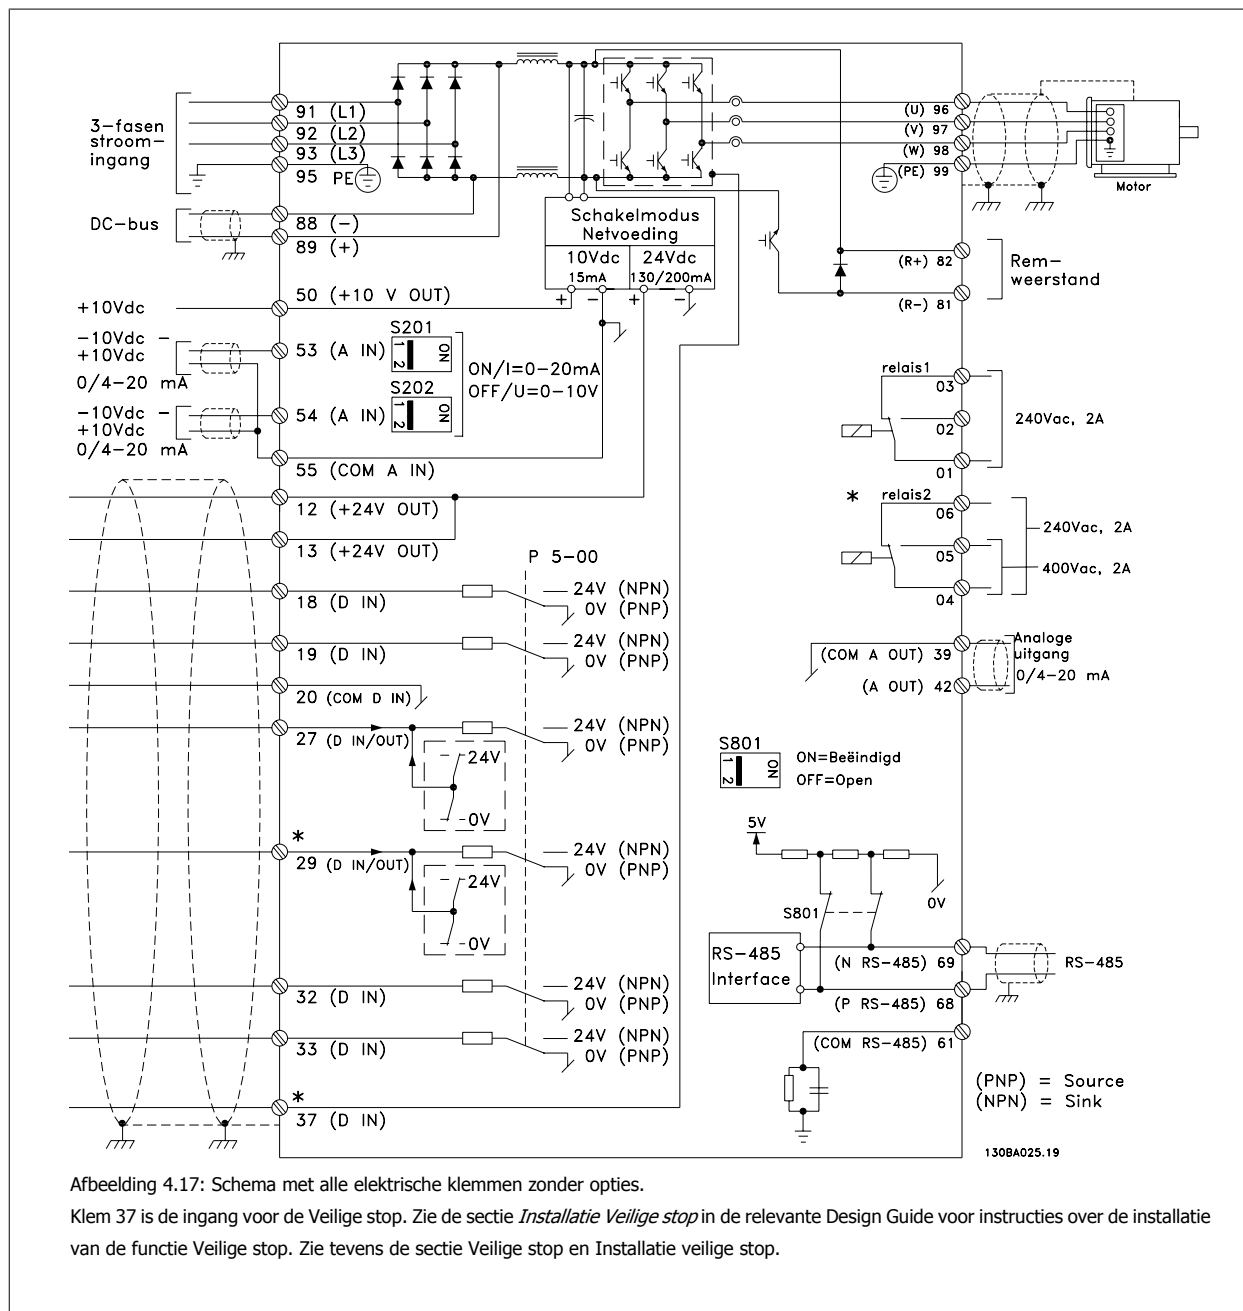 3-fasen
stroom-
ingang
91 (L1)
92 (L2)
93 (L3)
95 PE
DC-bus
88 (-)
89 (+)
Schakelmodus
Netvoeding
10Vdc
15mA
24Vdc
130/200mA
+ - + -
(U) 96
(V) 97
(W) 98
(PE) 99
Motor
(R+) 82
(R-) 81
Rem-
weerstand
+10Vdc
50 (+10 V OUT)
-10Vdc -
+10Vdc
0/4-20 mA
53 (A IN)
S201
1 2 ON
-10Vdc -
+10Vdc
0/4-20 mA
54 (A IN)
S202
1 2 ON
ON/I=0-20mA
OFF/U=0-10V
55 (COM A IN)
12 (+24V OUT)
13 (+24V OUT)
P 5-00
18 (D IN)
24V (NPN)
0V (PNP)
19 (D IN)
24V (NPN)
0V (PNP)
20 (COM D IN)
27 (D IN/OUT)
24V (NPN)
0V (PNP)
24V
0V
*
29 (D IN/OUT)
24V (NPN)
0V (PNP)
24V
0V
32 (D IN)
24V (NPN)
0V (PNP)
33 (D IN)
24V (NPN)
0V (PNP)
*
37 (D IN)
relais1
03
02
01
240Vac, 2A
* relais2
06
05
04
240Vac, 2A
400Vac, 2A
(COM A OUT) 39
(A OUT) 42
Analoge
uitgang
0/4-20 mA
S801
1 2 ON
ON=Beëindigd
OFF=Open
5V
0V
S801
RS-485
Interface
(N RS-485) 69
(P RS-485) 68
RS-485
(COM RS-485) 61
(PNP) = Source
(NPN) = Sink
130BA025.19
Afbeelding 4.17: Schema met alle elektrische klemmen zonder opties.
Klem 37 is de ingang voor de Veilige stop. Zie de sectie Installatie Veilige stop in de relevante Design Guide voor instructies over de installatie
van de functie Veilige stop. Zie tevens de sectie Veilige stop en Installatie veilige stop.